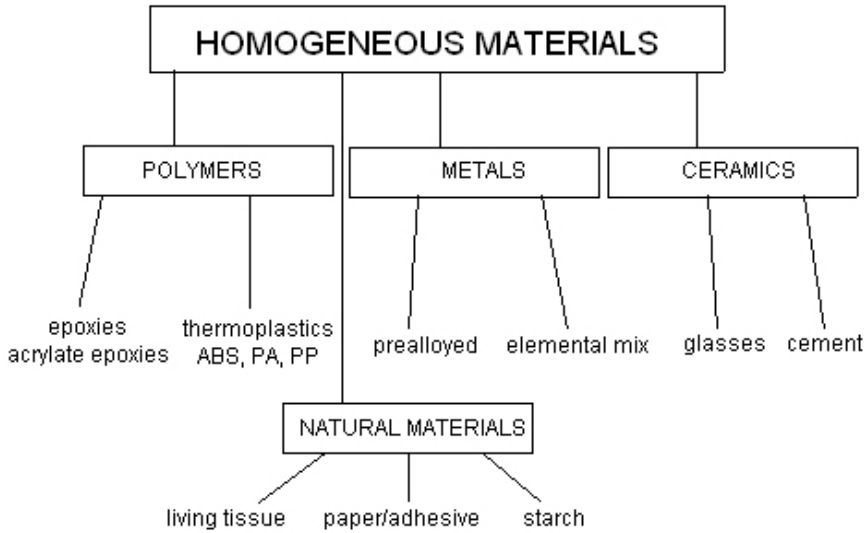 HOMOGENEOUS MATERIALS
POLYMERS
METALS
CERAMICS
epoxies
acrylate epoxies
thermoplastics
ABS, PA, PP
prealloyed
elemental mix
glasses
cement
NATURAL MATERIALS
living tissue
paper/adhesive
starch